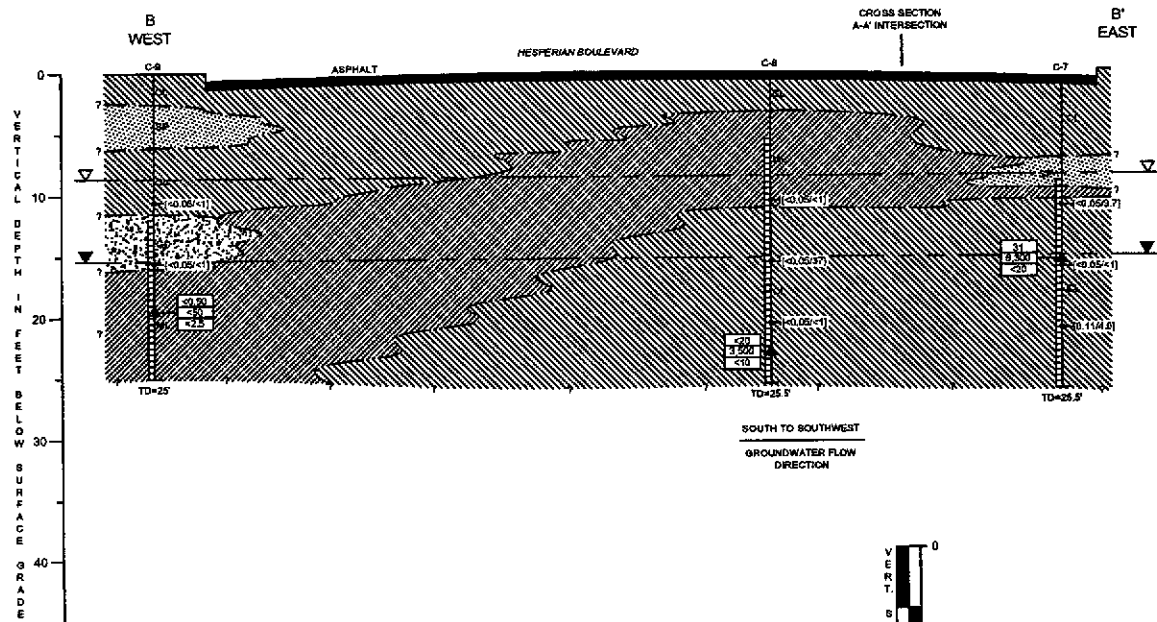 B
WEST
CROSS SECTION
A-A' INTERSECTION
B'
EAST
HESPERIAN BOULEVARD
ASPHALT
C-9
C-8
C-7
VERTICAL DEPTH IN FEET BELOW SURFACE GRADE
0
10
20
30
40
?
?
?
?
?
?
?
?
SP
[<0.05/<1]
[<0.05/<1]
[<0.05/<1]
[<0.05/37]
[<0.05/<1]
[<0.05/3.7]
[<0.05/<1]
[0.11/4.0]
<0.50
<50
<2.5
<20
3,500
<10
31
<20
TD=25'
TD=25.5'
TD=25.5'
SOUTH TO SOUTHWEST
GROUNDWATER FLOW
DIRECTION
VERT. S
0